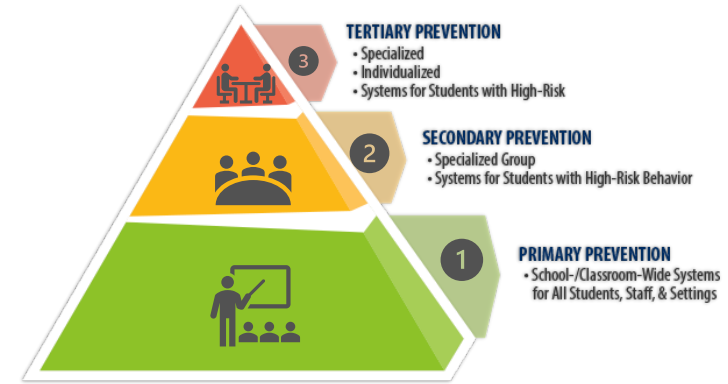 TERTIARY PREVENTION
3
• Specialized
• Individualized
• Systems for Students with High-Risk
SECONDARY PREVENTION
2
• Specialized Group
• Systems for Students with High-Risk Behavior
PRIMARY PREVENTION
1
• School-/Classroom-Wide Systems
for All Students, Staff, & Settings